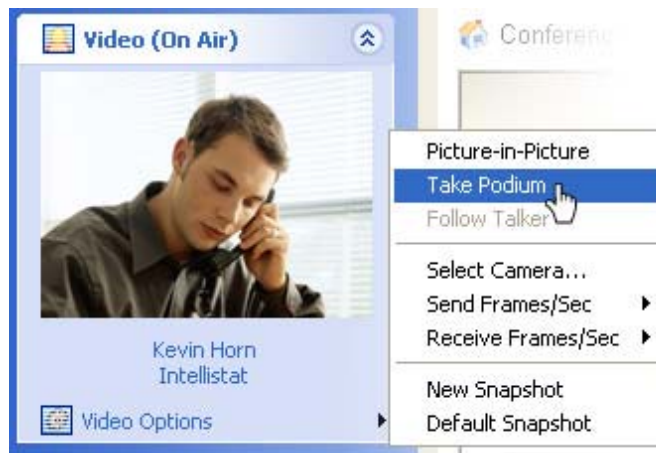 Video (On Air)
Kevin Horn
Intellistat
Video Options
Picture-in-Picture
Take Podium
Follow Talker
Select Camera...
Send Frames/Sec
Receive Frames/Sec
New Snapshot
Default Snapshot